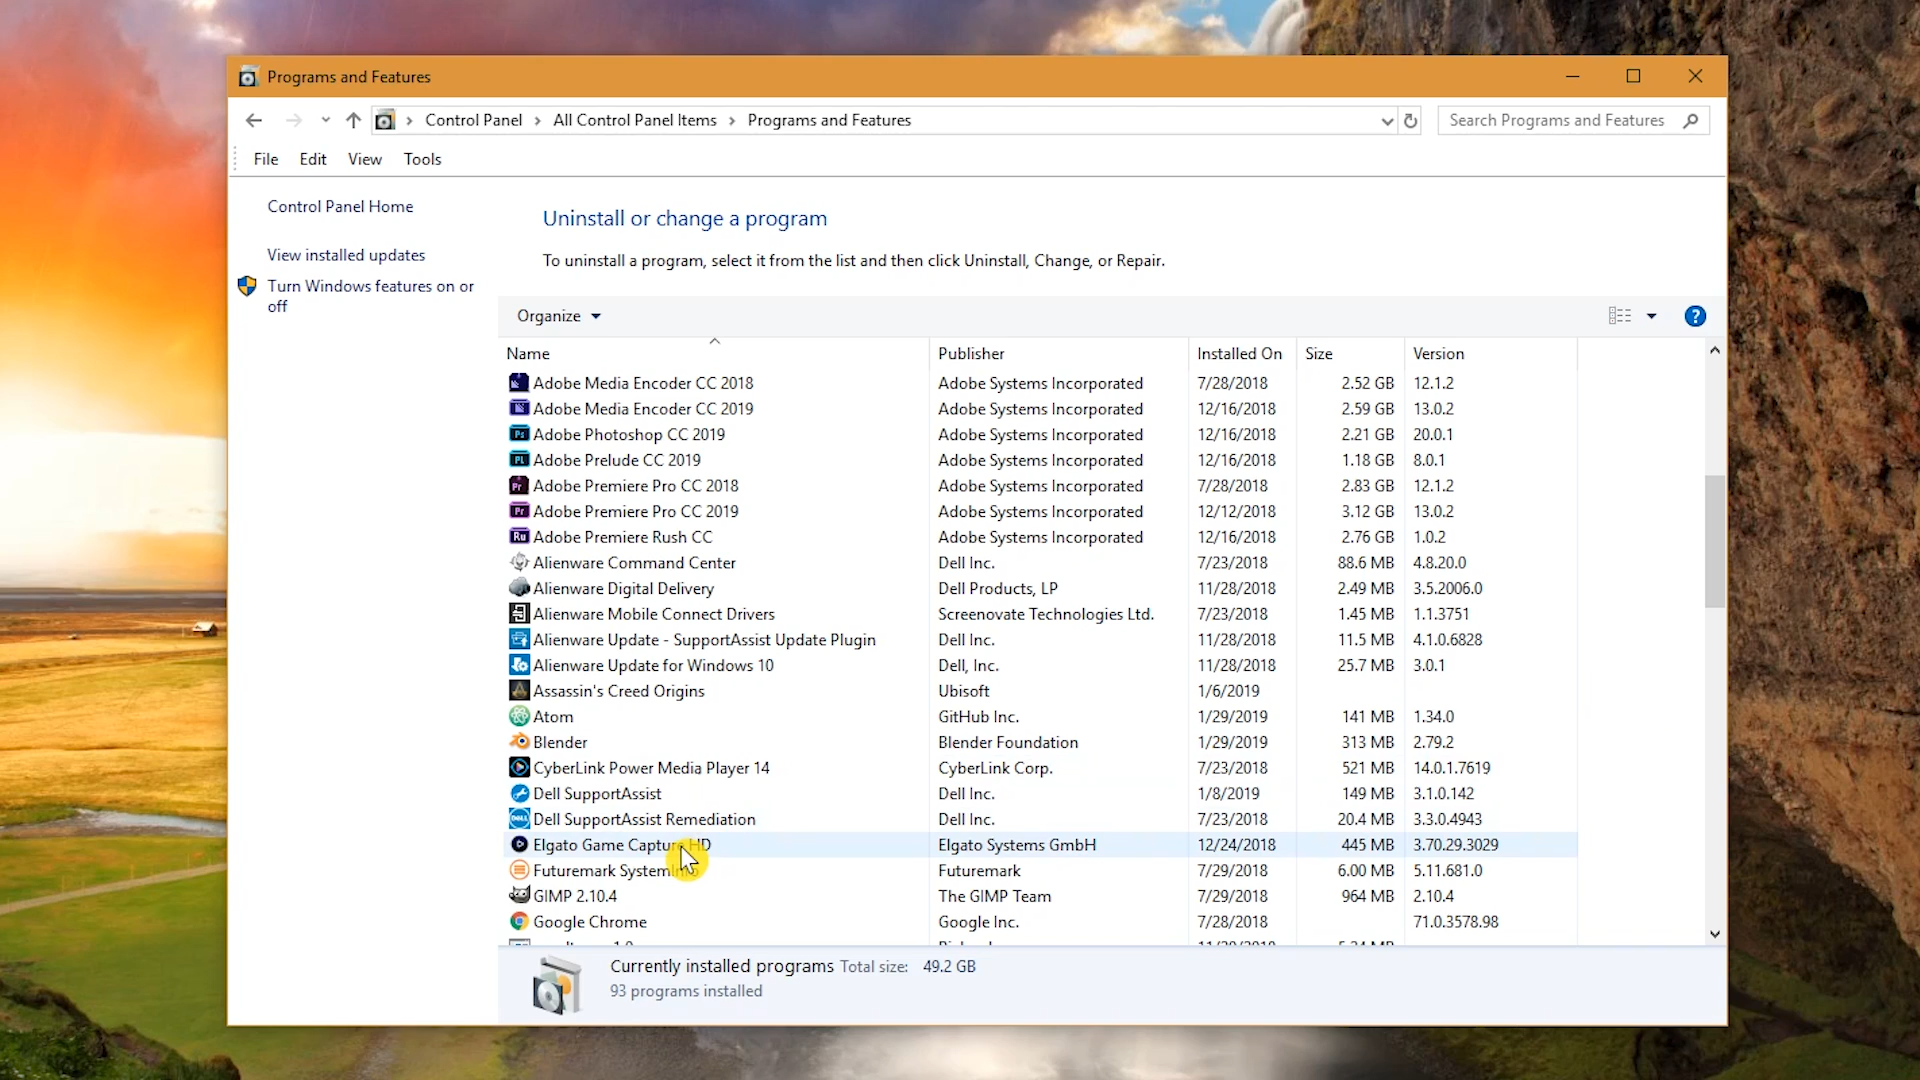 Programs and Features
Control Panel > All Control Panel Items > Programs and Features
Search Programs and Features
File Edit View Tools
Control Panel Home
View installed updates
Turn Windows features on or
off
Uninstall or change a program
To uninstall a program, select it from the list and then click Uninstall, Change, or Repair.
Organize
Name Publisher Installed On Size Version
Adobe Media Encoder CC 2018 Adobe Systems Incorporated 7/28/2018 2.52 GB 12.1.2
Adobe Media Encoder CC 2019 Adobe Systems Incorporated 12/16/2018 2.59 GB 13.0.2
Adobe Photoshop CC 2019 Adobe Systems Incorporated 12/16/2018 2.21 GB 20.0.1
Adobe Prelude CC 2019 Adobe Systems Incorporated 12/16/2018 1.18 GB 8.0.1
Adobe Premiere Pro CC 2018 Adobe Systems Incorporated 7/28/2018 2.83 GB 12.1.2
Adobe Premiere Pro CC 2019 Adobe Systems Incorporated 12/12/2018 3.12 GB 13.0.2
Adobe Premiere Rush CC Adobe Systems Incorporated 12/16/2018 2.76 GB 1.0.2
Alienware Command Center Dell Inc. 7/23/2018 88.6 MB 4.8.20.0
Alienware Digital Delivery Dell Products, LP 11/28/2018 2.49 MB 3.5.2006.0
Alienware Mobile Connect Drivers Screenovate Technologies Ltd. 7/23/2018 1.45 MB 1.1.3751
Alienware Update - SupportAssist Update Plugin Dell Inc. 11/28/2018 11.5 MB 4.1.0.6828
Alienware Update for Windows 10 Dell, Inc. 11/28/2018 25.7 MB 3.0.1
Assassin's Creed Origins Ubisoft 1/6/2019
Atom GitHub Inc. 1/29/2019 141 MB 1.34.0
Blender Blender Foundation 1/29/2019 313 MB 2.79.2
CyberLink Power Media Player 14 CyberLink Corp. 7/23/2018 521 MB 14.0.1.7619
Dell SupportAssist Dell Inc. 1/8/2019 149 MB 3.1.0.142
Dell SupportAssist Remediation Dell Inc. 7/23/2018 20.4 MB 3.3.0.4943
Elgato Game Capture HD Elgato Systems GmbH 12/24/2018 445 MB 3.70.29.3029
Futuremark SystemInfo Futuremark 7/29/2018 6.00 MB 5.11.681.0
GIMP 2.10.4 The GIMP Team 7/29/2018 964 MB 2.10.4
Google Chrome Google Inc. 7/28/2018 71.0.3578.98
Currently installed programs Total size: 49.2 GB
93 programs installed